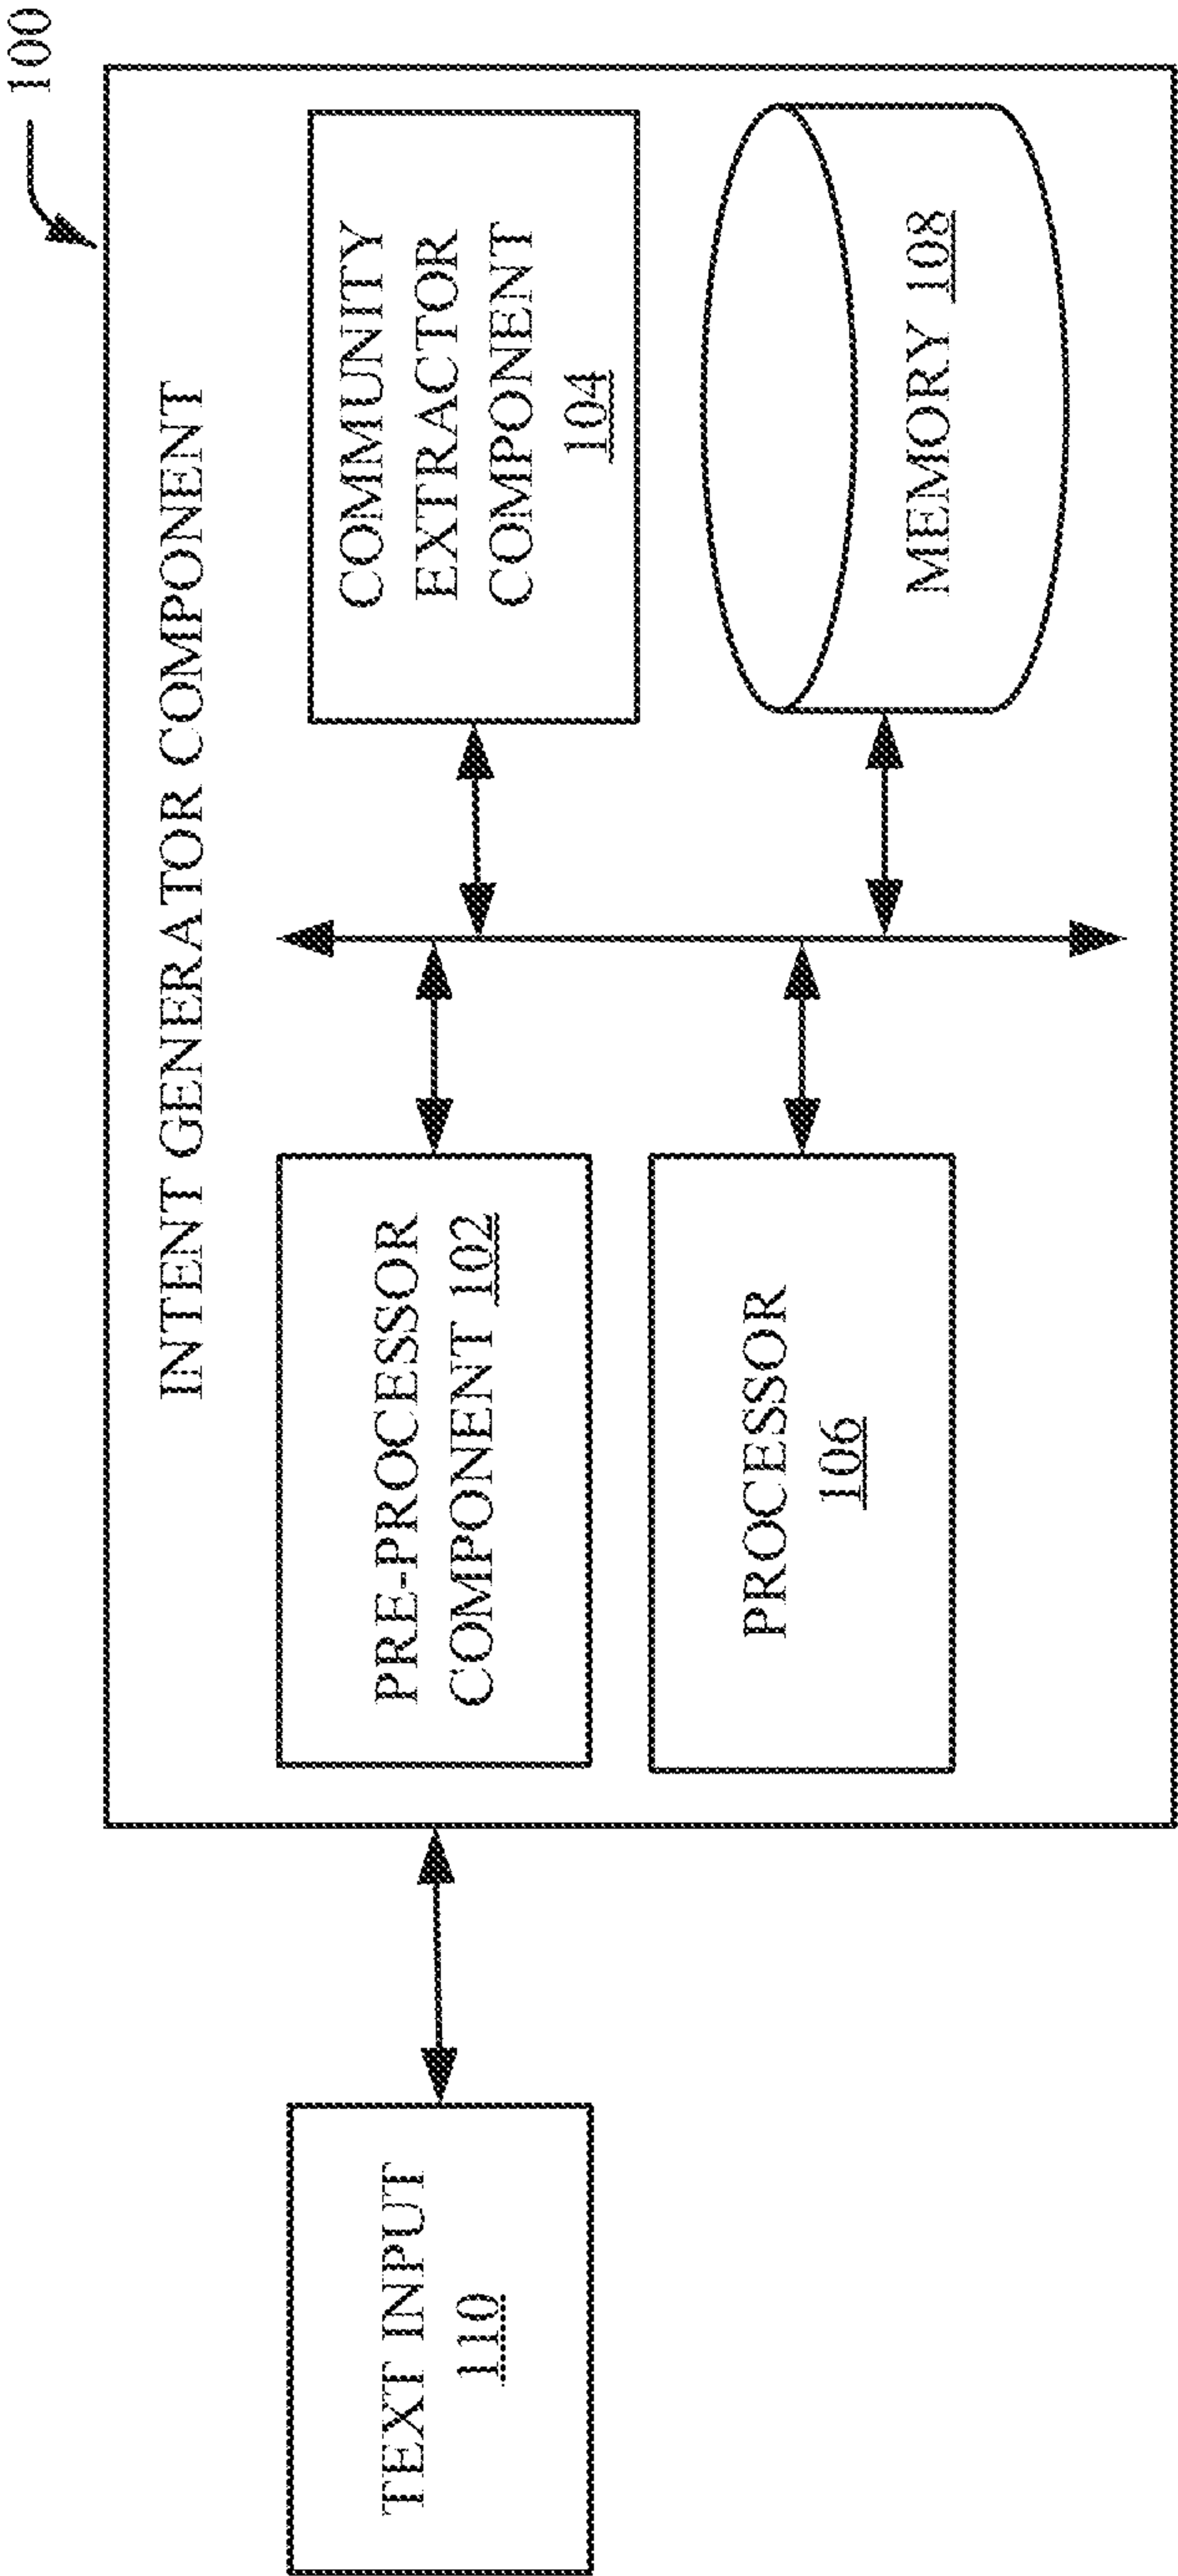 100
INTENT GENERATOR COMPONENT
TEXT INPUT
110
PRE-PROCESSOR
COMPONENT 102
COMMUNITY
EXTRACTOR
COMPONENT
104
PROCESSOR
106
MEMORY 108